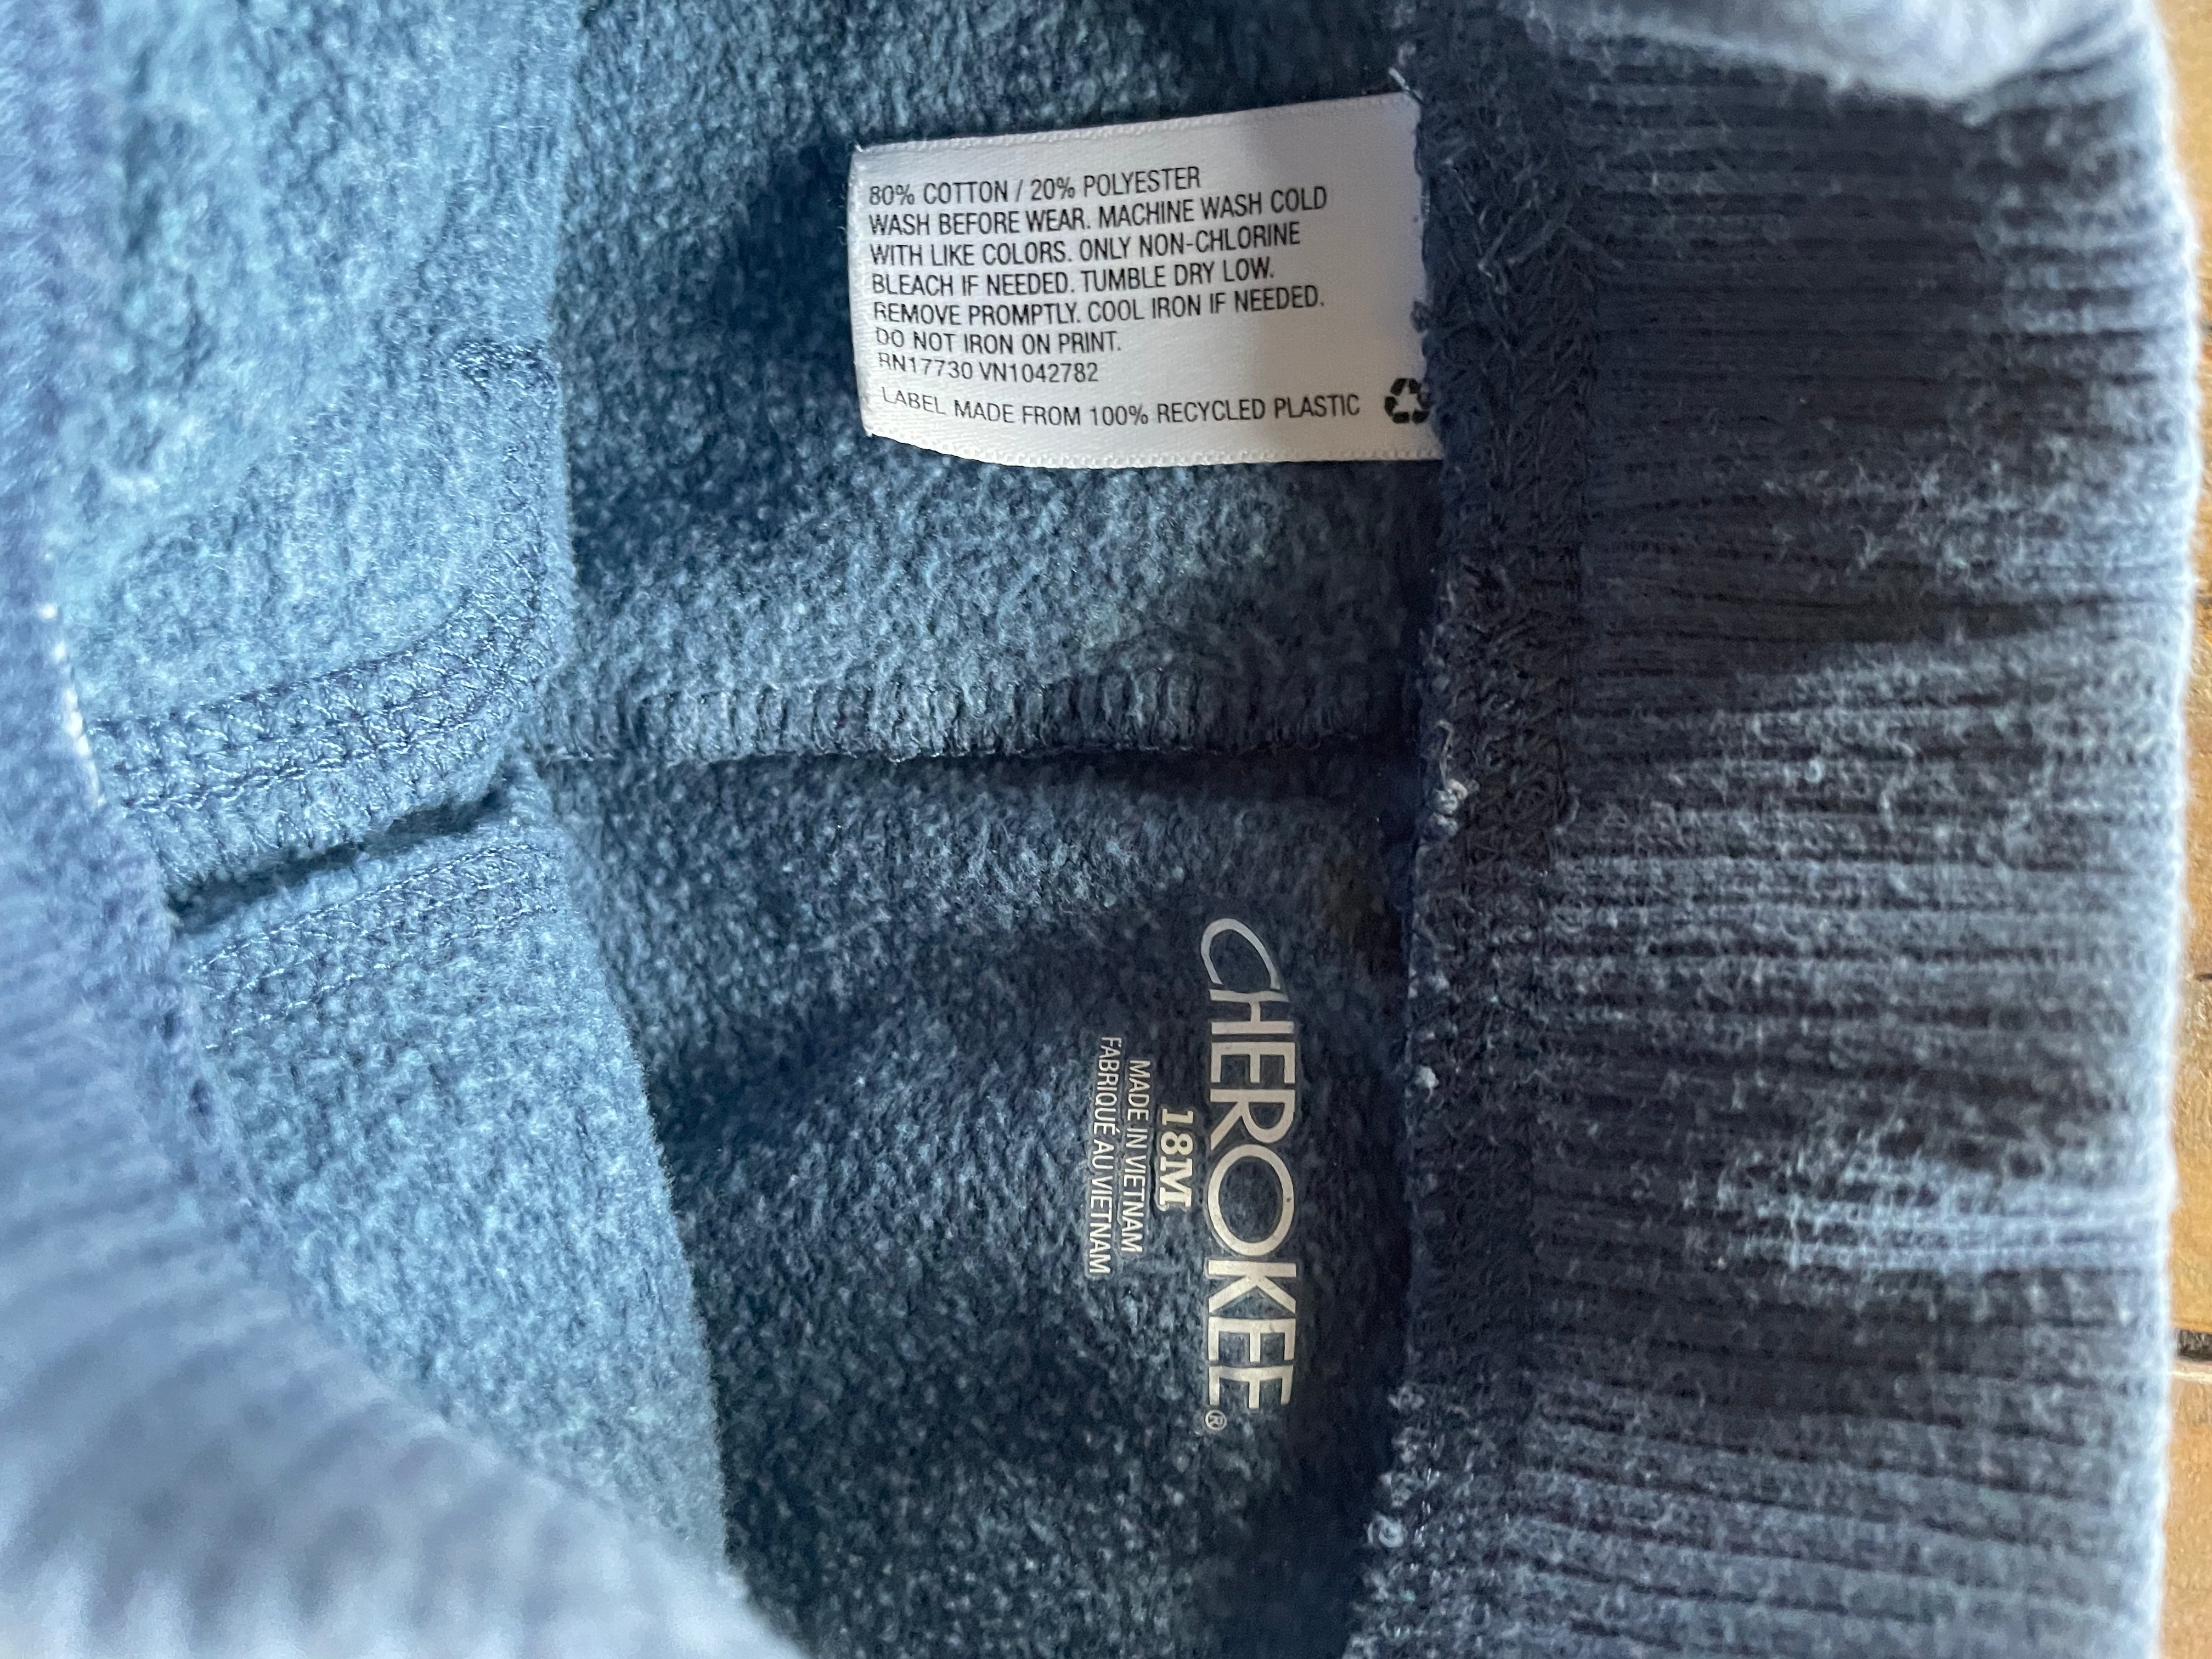 80% COTTON / 20% POLYESTER
WASH BEFORE WEAR. MACHINE WASH COLD
WITH LIKE COLORS. ONLY NON-CHLORINE
BLEACH IF NEEDED. TUMBLE DRY LOW.
REMOVE PROMPTLY. COOL IRON IF NEEDED.
DO NOT IRON ON PRINT.
RN17730 VN1042782
LABEL MADE FROM 100% RECYCLED PLASTIC
CHEROKEE®
18M
MADE IN VIETNAM
FABRIQUÉ AU VIETNAM